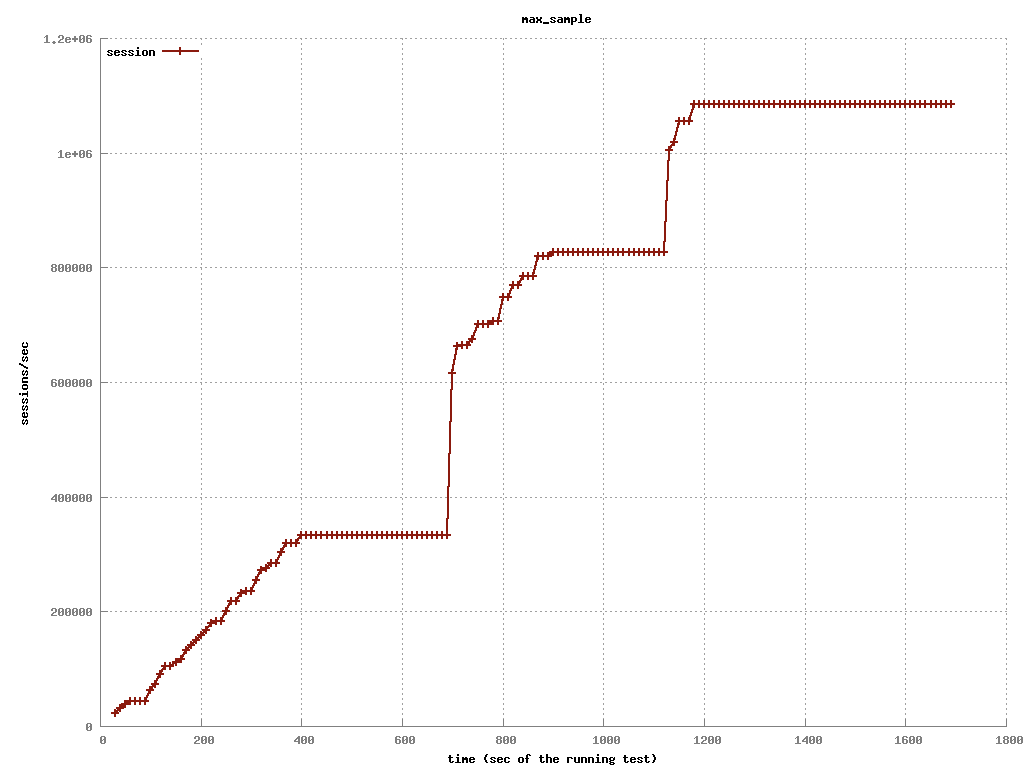 max_sample
1.2e+06
session
1e+06
800000
sessions/sec
600000
400000
200000
0
0 200 400 600 800 1000 1200 1400 1600 1800
time (sec of the running test)